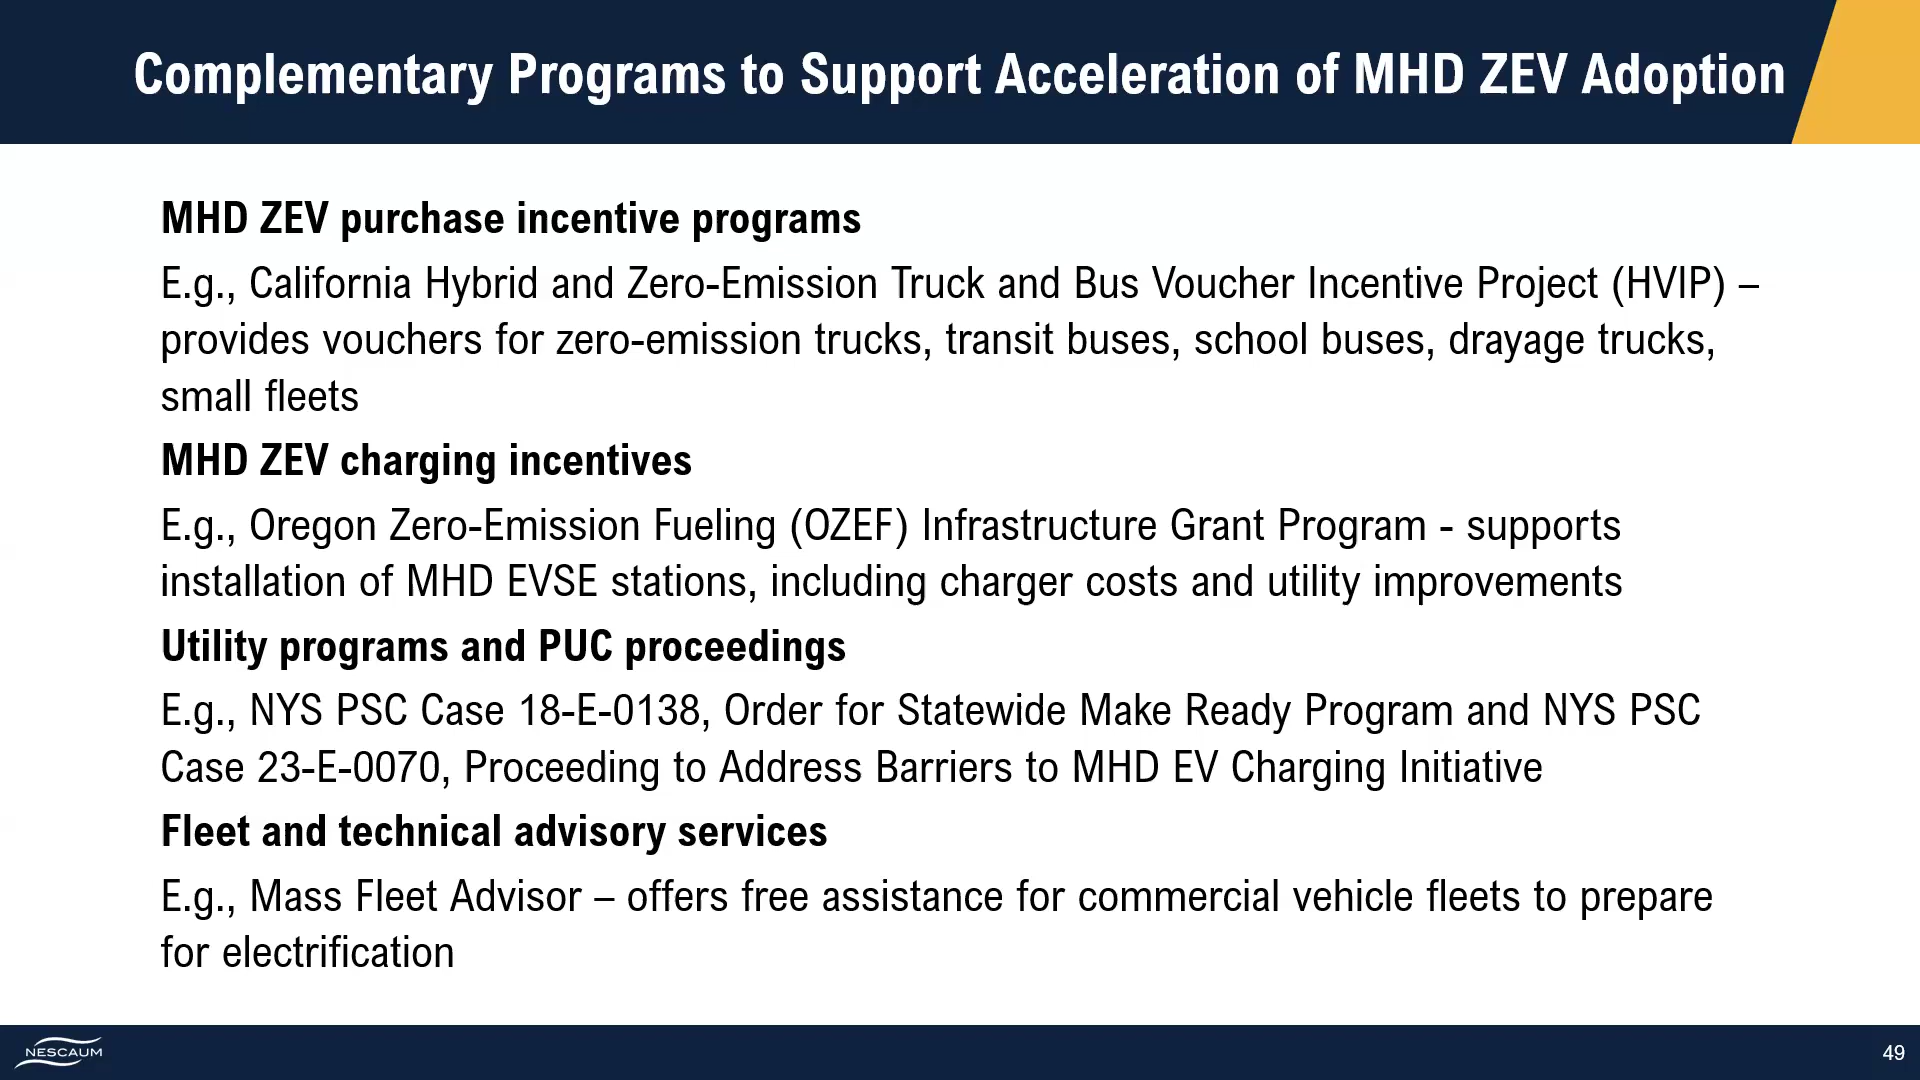 Complementary Programs to Support Acceleration of MHD ZEV Adoption
MHD ZEV purchase incentive programs
E.g., California Hybrid and Zero-Emission Truck and Bus Voucher Incentive Project (HVIP) –
provides vouchers for zero-emission trucks, transit buses, school buses, drayage trucks,
small fleets
MHD ZEV charging incentives
E.g., Oregon Zero-Emission Fueling (OZEF) Infrastructure Grant Program - supports
installation of MHD EVSE stations, including charger costs and utility improvements
Utility programs and PUC proceedings
E.g., NYS PSC Case 18-E-0138, Order for Statewide Make Ready Program and NYS PSC
Case 23-E-0070, Proceeding to Address Barriers to MHD EV Charging Initiative
Fleet and technical advisory services
E.g., Mass Fleet Advisor – offers free assistance for commercial vehicle fleets to prepare
for electrification
NESCAUM
49